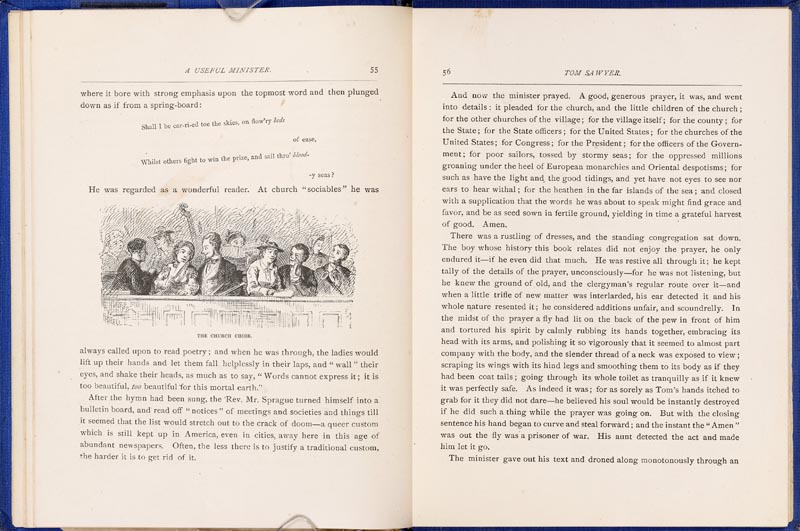 A USEFUL MINISTER. 55
where it bore with strong emphasis upon the topmost word and then plunged
down as if from a spring-board:
Shall I be car-ri-ed toe the skies, on flow'ry beds
of ease,
Whilst others fight to win the prize, and sail thro' blood-
-y seas?
He was regarded as a wonderful reader. At church "sociables" he was
THE CHURCH CHOIR.
always called upon to read poetry; and when he was through, the ladies would
lift up their hands and let them fall helplessly in their laps, and "wall" their
eyes, and shake their heads, as much as to say, "Words cannot express it; it is
too beautiful, too beautiful for this mortal earth."
After the hymn had been sung, the Rev. Mr. Sprague turned himself into a
bulletin board, and read off "notices" of meetings and societies and things till
it seemed that the list would stretch out to the crack of doom—a queer custom
which is still kept up in America, even in cities, away here in this age of
abundant newspapers. Often, the less there is to justify a traditional custom,
the harder it is to get rid of it.
56 TOM SAWYER.
And now the minister prayed. A good, generous prayer, it was, and went
into details: it pleaded for the church, and the little children of the church;
for the other churches of the village; for the village itself; for the county; for
the State; for the State officers; for the United States; for the churches of the
United States; for Congress; for the President; for the officers of the Govern-
ment; for poor sailors, tossed by stormy seas; for the oppressed millions
groaning under the heel of European monarchies and Oriental despotisms; for
such as have the light and the good tidings, and yet have not eyes to see nor
ears to hear withal; for the heathen in the far islands of the sea; and closed
with a supplication that the words he was about to speak might find grace and
favor, and be as seed sown in fertile ground, yielding in time a grateful harvest
of good. Amen.
There was a rustling of dresses, and the standing congregation sat down.
The boy whose history this book relates did not enjoy the prayer, he only
endured it—if he even did that much. He was restive all through it; he kept
tally of the details of the prayer, unconsciously—for he was not listening, but
he knew the ground of old, and the clergyman's regular route over it—and
when a little trifle of new matter was interlarded, his ear detected it and his
whole nature resented it; he considered additions unfair, and scoundrelly. In
the midst of the prayer a fly had lit on the back of the pew in front of him
and tortured his spirit by calmly rubbing its hands together, embracing its
head with its arms, and polishing it so vigorously that it seemed to almost part
company with the body, and the slender thread of a neck was exposed to view;
scraping its wings with its hind legs and smoothing them to its body as if they
had been coat tails; going through its whole toilet as tranquilly as if it knew
it was perfectly safe. As indeed it was; for as sorely as Tom's hands itched to
grab for it they did not dare—he believed his soul would be instantly destroyed
if he did such a thing while the prayer was going on. But with the closing
sentence his hand began to curve and steal forward; and the instant the "Amen"
was out the fly was a prisoner of war. His aunt detected the act and made
him let it go.
The minister gave out his text and droned along monotonously through an